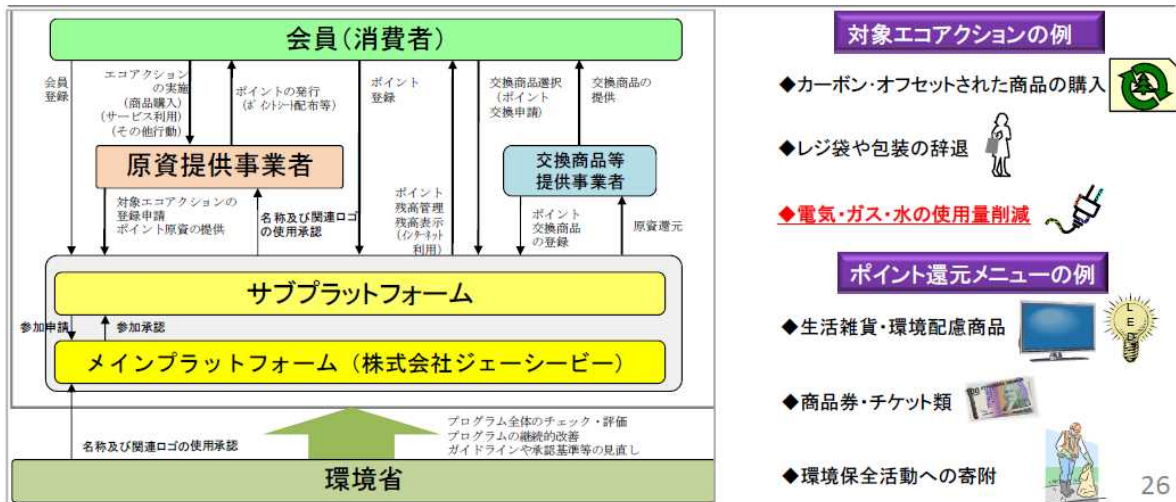 会員(消費者)
会員
登録
エコアクション
の実施
(商品購入)
(サービス利用)
(その他行動)
ポイントの発行
(ﾎﾟｲﾝﾄｼｰﾄ配布等)
ポイント
登録
交換商品選択
(ポイント
交換申請)
交換商品の
提供
原資提供事業者
交換商品等
提供事業者
対象エコアクションの
登録申請
ポイント原資の提供
名称及び関連ロゴ
の使用承認
ポイント
残高管理
残高表示
(ｲﾝﾀｰﾈｯﾄ
利用)
ポイント
交換商品
の登録
原資還元
サブプラットフォーム
参加申請
参加承認
メインプラットフォーム(株式会社ジェーシービー)
名称及び関連ロゴの使用承認
プログラム全体のチェック・評価
プログラムの継続的改善
ガイドラインや承認基準等の見直し
環境省
対象エコアクションの例
◆カーボン・オフセットされた商品の購入
◆レジ袋や包装の辞退
◆電気・ガス・水の使用量削減
ポイント還元メニューの例
◆生活雑貨・環境配慮商品
L
E
D
◆商品券・チケット類
100
◆環境保全活動への寄附
26